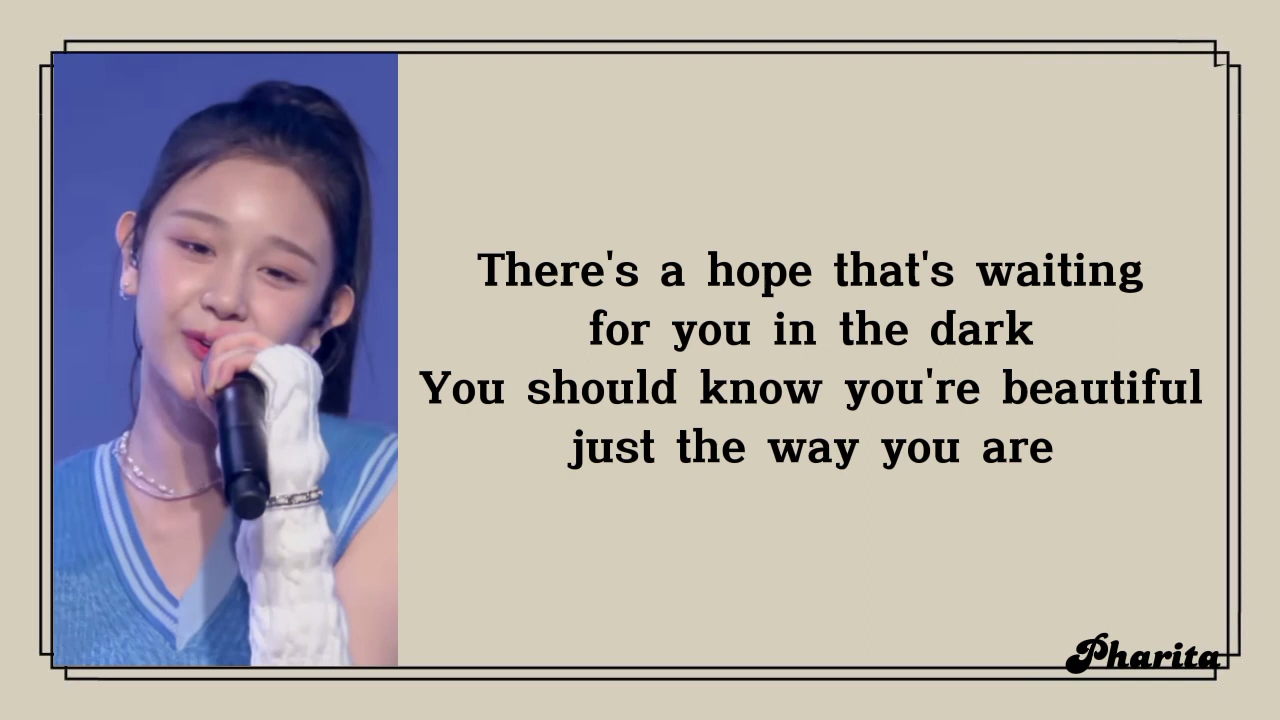 There's a hope that's waiting
for you in the dark
You should know you're beautiful
just the way you are
Pharita